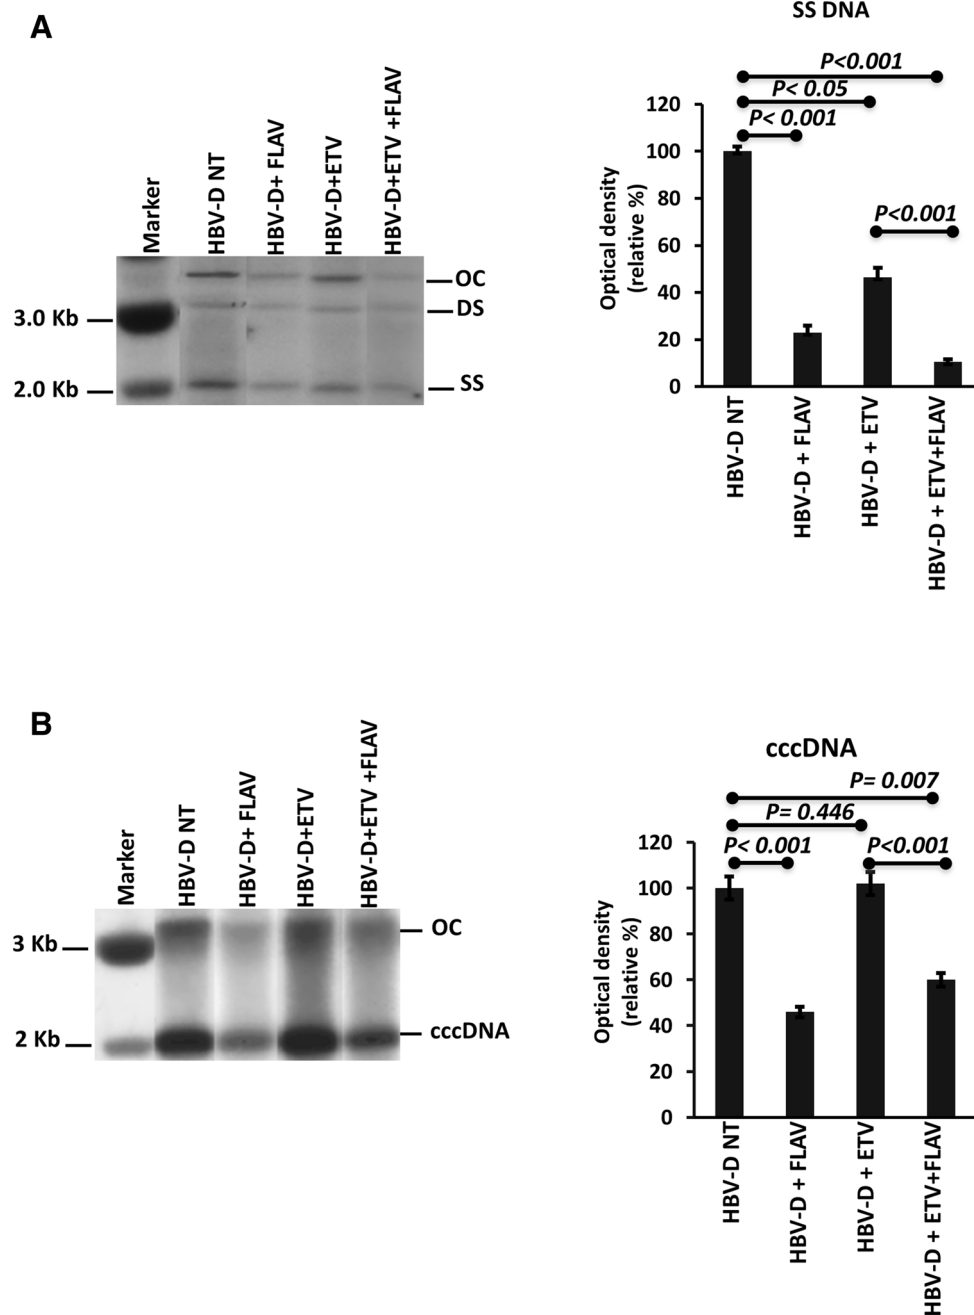 A
Marker
HBV-D NT
HBV-D+ FLAV
HBV-D+ETV
HBV-D+ETV +FLAV
OC
DS
3.0 Kb
2.0 Kb
SS
SS DNA
P<0.001
P< 0.05
P< 0.001
P<0.001
Optical density
(relative %)
120
100
80
60
40
20
0
HBV-D NT
HBV-D + FLAV
HBV-D + ETV
HBV-D + ETV+FLAV
B
Marker
HBV-D NT
HBV-D+ FLAV
HBV-D+ETV
HBV-D+ETV +FLAV
OC
3 Kb
cccDNA
2 Kb
cccDNA
P= 0.007
P= 0.446
P< 0.001
P<0.001
Optical density
(relative %)
120
100
80
60
40
20
0
HBV-D NT
HBV-D + FLAV
HBV-D + ETV
HBV-D + ETV+FLAV